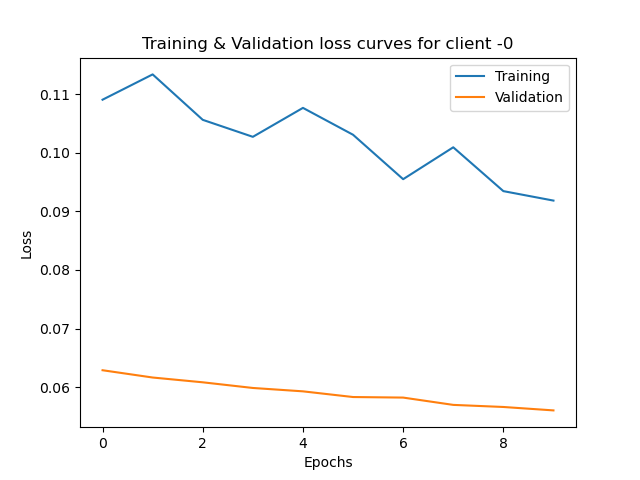 Training & Validation loss curves for client -0
Training
Validation
0.11
0.10
0.09
0.08
0.07
0.06
Loss
0
2
4
6
8
Epochs